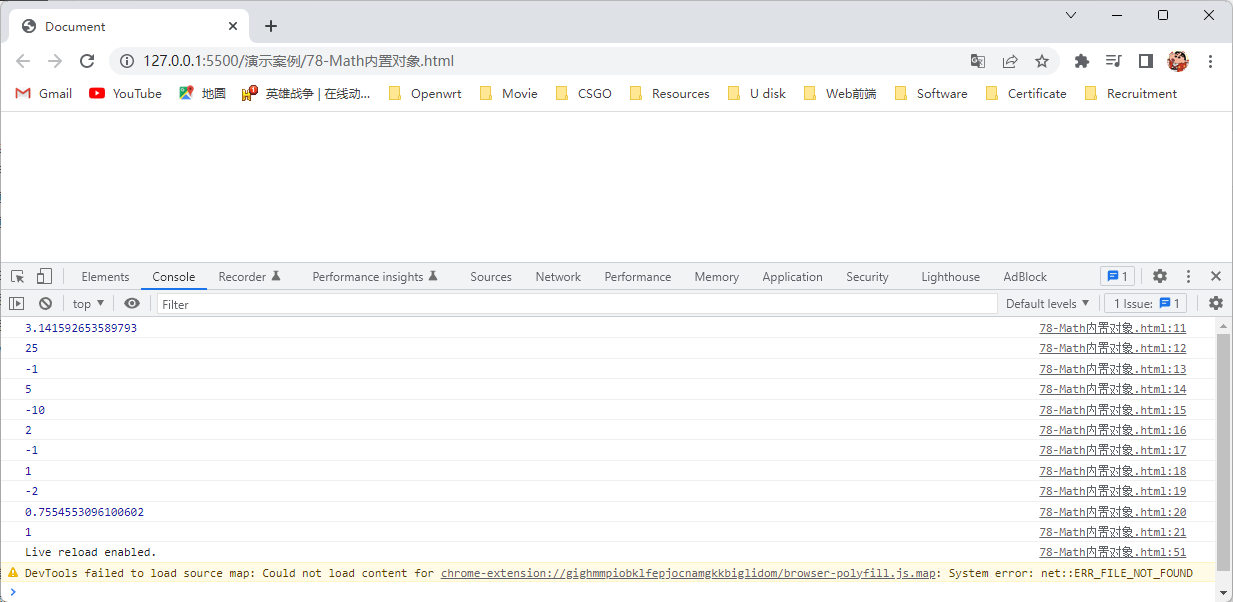 Document
127.0.0.1:5500/演示案例/78-Math内置对象.html
Gmail YouTube 地图 英雄战争 | 在线动... Openwrt Movie CSGO Resources U disk Web前端 Software Certificate Recruitment
Elements Console Recorder Performance insights Sources Network Performance Memory Application Security Lighthouse AdBlock 1
top Filter Default levels 1 Issue: 1
3.141592653589793 78-Math内置对象.html:11
25 78-Math内置对象.html:12
-1 78-Math内置对象.html:13
5 78-Math内置对象.html:14
-10 78-Math内置对象.html:15
2 78-Math内置对象.html:16
-1 78-Math内置对象.html:17
1 78-Math内置对象.html:18
-2 78-Math内置对象.html:19
0.7554553096100602 78-Math内置对象.html:20
1 78-Math内置对象.html:21
Live reload enabled. 78-Math内置对象.html:51
DevTools failed to load source map: Could not load content for chrome-extension://gighmmpiobklfepjocnamgkkbiglidom/browser-polyfill.js.map: System error: net::ERR_FILE_NOT_FOUND